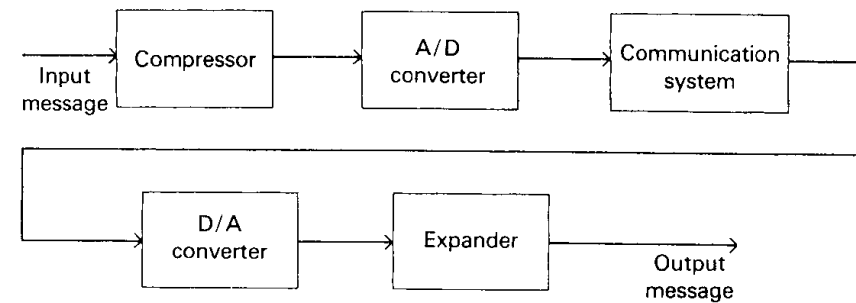 Input
message
Compressor
A/D
converter
Communication
system
D/A
converter
Expander
Output
message